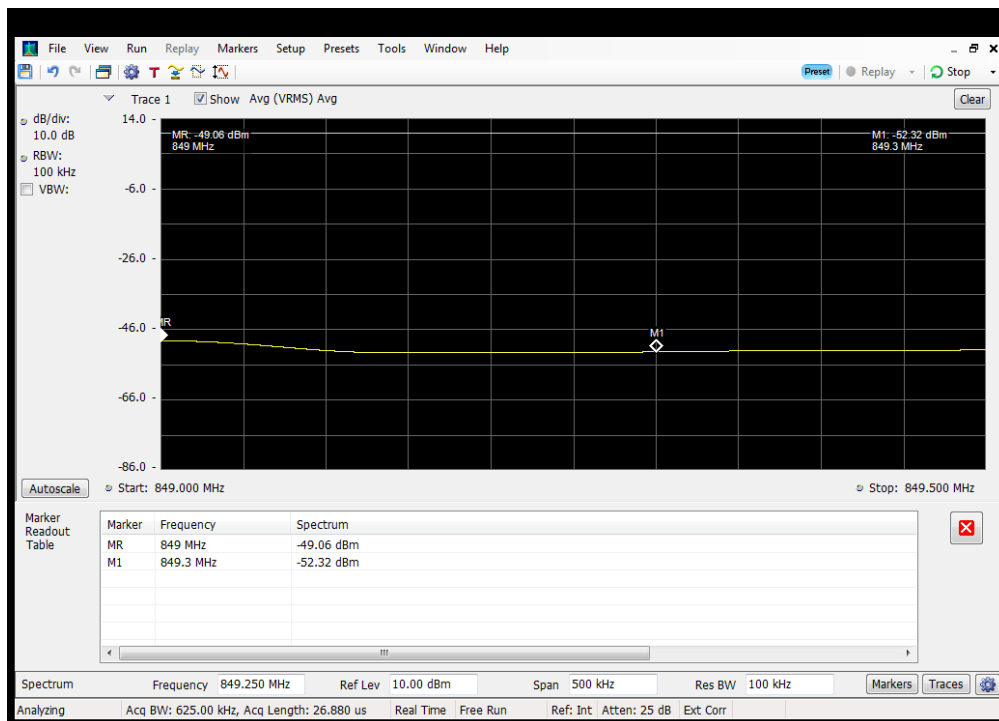 File View Run Replay Markers Setup Presets Tools Window Help
T Preset Replay Stop
Trace 1 Show Avg (VRMS) Avg Clear
dB/div:
10.0 dB
RBW:
100 kHz
VBW:
14.0
-6.0
-26.0
-46.0
-66.0
-86.0
MR: -49.06 dBm
849 MHz
M1: -52.32 dBm
849.3 MHz
M1
Autoscale Start: 849.000 MHz Stop: 849.500 MHz
Marker
Readout
Table
Marker Frequency Spectrum
MR 849 MHz -49.06 dBm
M1 849.3 MHz -52.32 dBm
Spectrum Frequency 849.250 MHz Ref Lev 10.00 dBm Span 500 kHz Res BW 100 kHz Markers Traces
Analyzing Acq BW: 625.00 kHz, Acq Length: 26.880 us Real Time Free Run Ref: Int Atten: 25 dB Ext Corr